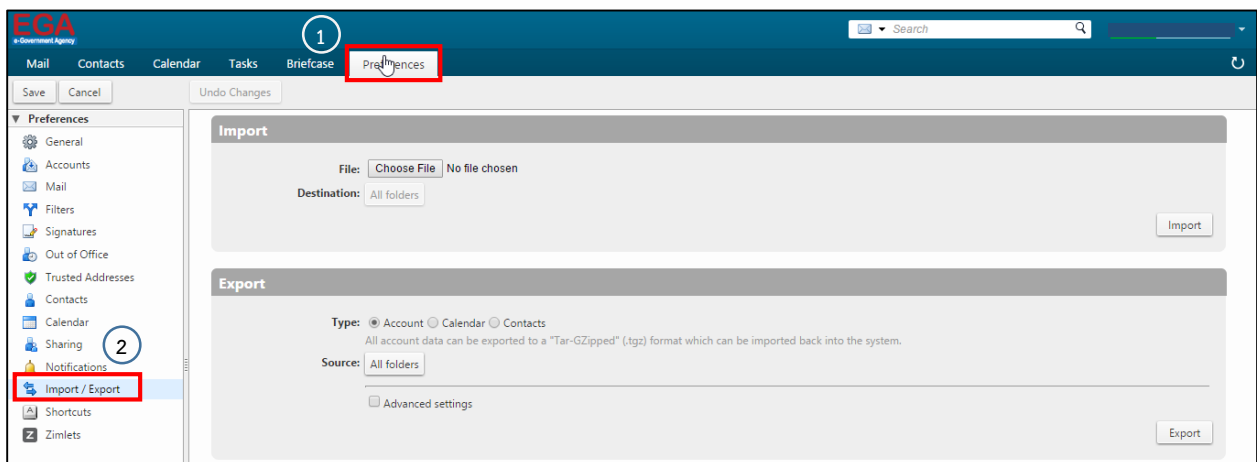 EGA
e-Government Agency
1
Search
Mail Contacts Calendar Tasks Briefcase Preferences
Save Cancel Undo Changes
Preferences
General
Accounts
Mail
Filters
Signatures
Out of Office
Trusted Addresses
Contacts
Calendar
Sharing
2
Notifications
Import / Export
Shortcuts
Zimlets
Import
File: Choose File No file chosen
Destination: All folders
Import
Export
Type: Account Calendar Contacts
All account data can be exported to a "Tar-GZipped" (.tgz) format which can be imported back into the system.
Source: All folders
Advanced settings
Export